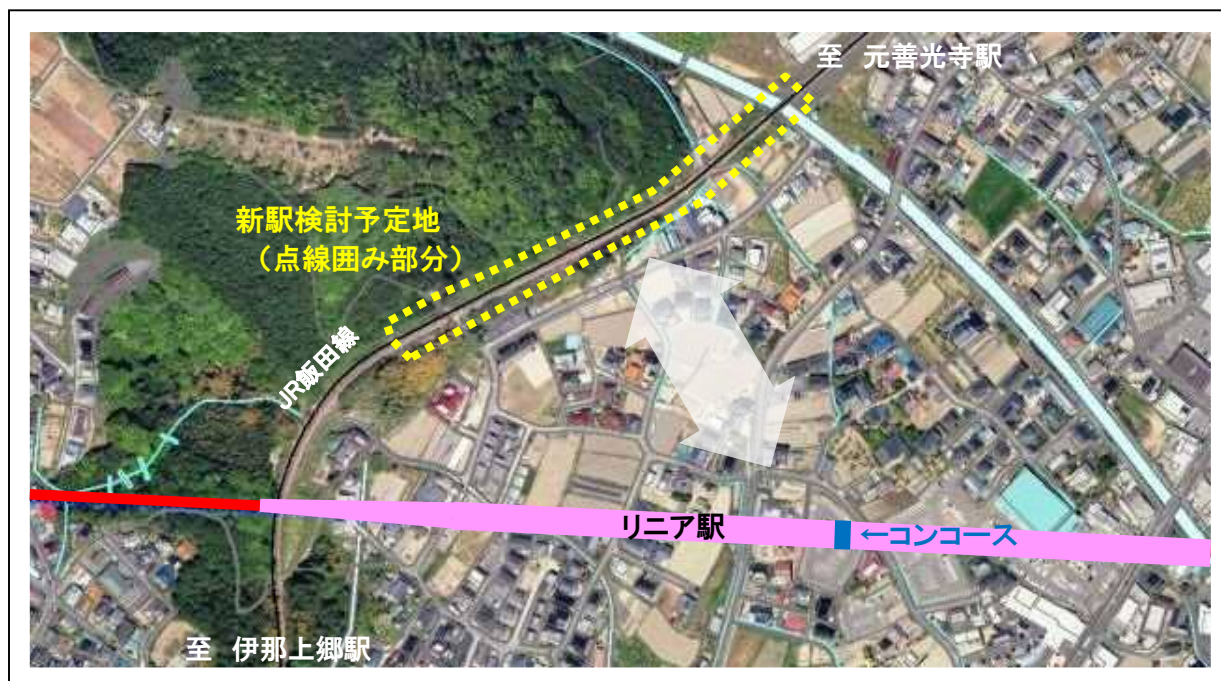 至 元善光寺駅
新駅検討予定地
（点線囲み部分）
JR飯田線
リニア駅
←コンコース
至 伊那上郷駅